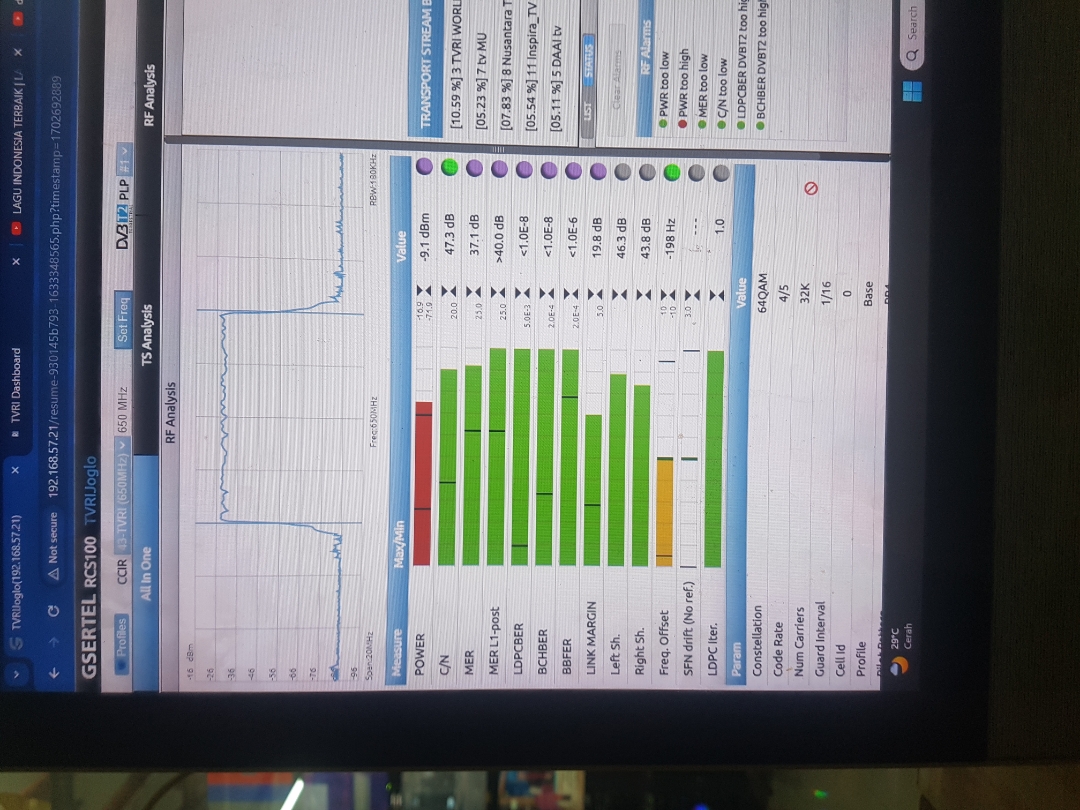 TVRIJoglo(192.168.57.21)
TVRI Dashboard
LAGU INDONESIA TERBAIK | L
Not secure 192.168.57.21/resume-930145b793-1633348565.php?timestamp=1702692889
GSERTEL RCS100 TVRIJoglo
Profiles CCIR 43-TVRI (650MHz) 650 MHz Set Freq DVB T2 PLP #1
All In One TS Analysis RF Analysis
RF Analysis
-16 dBm
-26
-36
-46
-56
-66
-76
-96
Span:20MHz Freq:650MHz RBW:180KHz
Measure Max/Min Value
POWER -16.9 -71.9 -9.1 dBm
C/N 20.0 47.3 dB
MER 25.0 37.1 dB
MER L1-post 25.0 >40.0 dB
LDPCBER 5.0E-3 <1.0E-8
BCHBER 2.0E-4 <1.0E-8
BBFER 2.0E-4 <1.0E-6
LINK MARGIN 3.0 19.8 dB
Left Sh. 46.3 dB
Right Sh. 43.8 dB
Freq. Offset 10 -10 -198 Hz
SFN drift (No ref.) 3.0 ---
LDPC Iter. 1.0
Param Value
Constellation 64QAM
Code Rate 4/5
Num Carriers 32K
Guard Interval 1/16
Cell Id 0
Profile Base
TRANSPORT STREAM B
[10.59 %] 3 TVRI WORL
[05.23 %] 7 tv MU
[07.83 %] 8 Nusantara T
[05.54 %] 11 Inspira_TV
[05.11 %] 5 DAAI tv
LIST STATUS
Clear Alarms
RF Alarms
PWR too low
PWR too high
MER too low
C/N too low
LDPCBER DVBT2 too hig
BCHBER DVBT2 too high
29°C
Cerah
Search